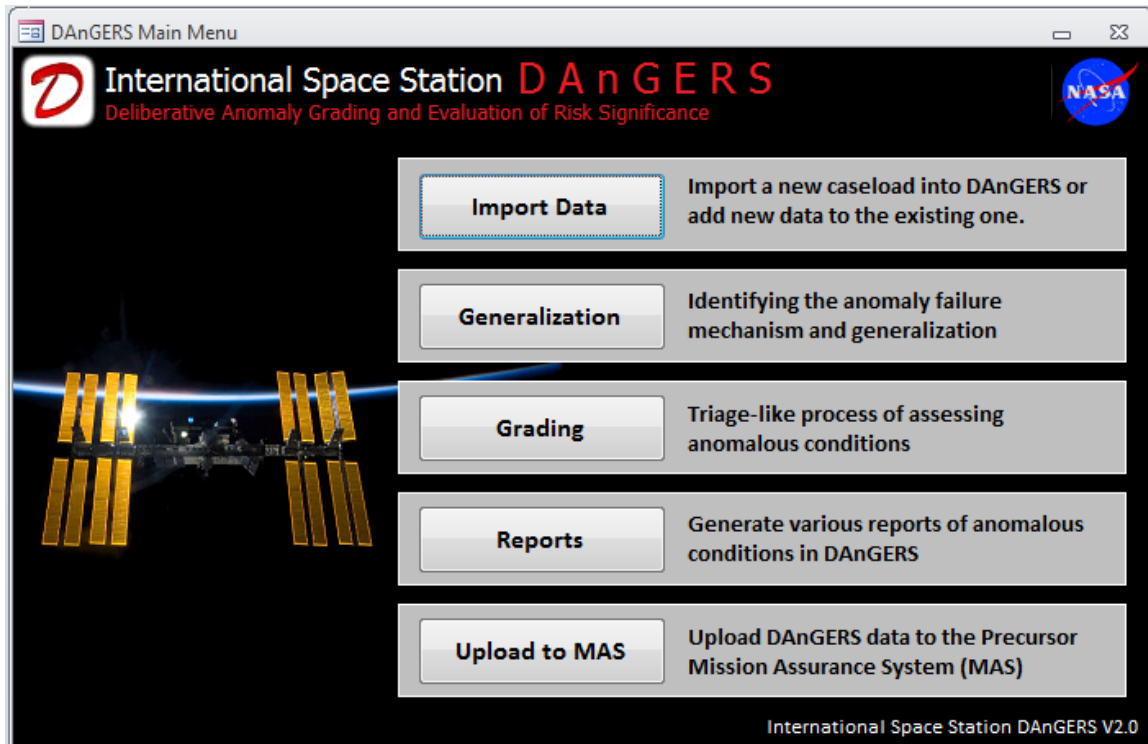 DAnGERS Main Menu
D International Space Station DAnGERS
Deliberative Anomaly Grading and Evaluation of Risk Significance
NASA
Import Data
Import a new caseload into DAnGERS or
add new data to the existing one.
Generalization
Identifying the anomaly failure
mechanism and generalization
Grading
Triage-like process of assessing
anomalous conditions
Reports
Generate various reports of anomalous
conditions in DAnGERS
Upload to MAS
Upload DAnGERS data to the Precursor
Mission Assurance System (MAS)
International Space Station DAnGERS V2.0